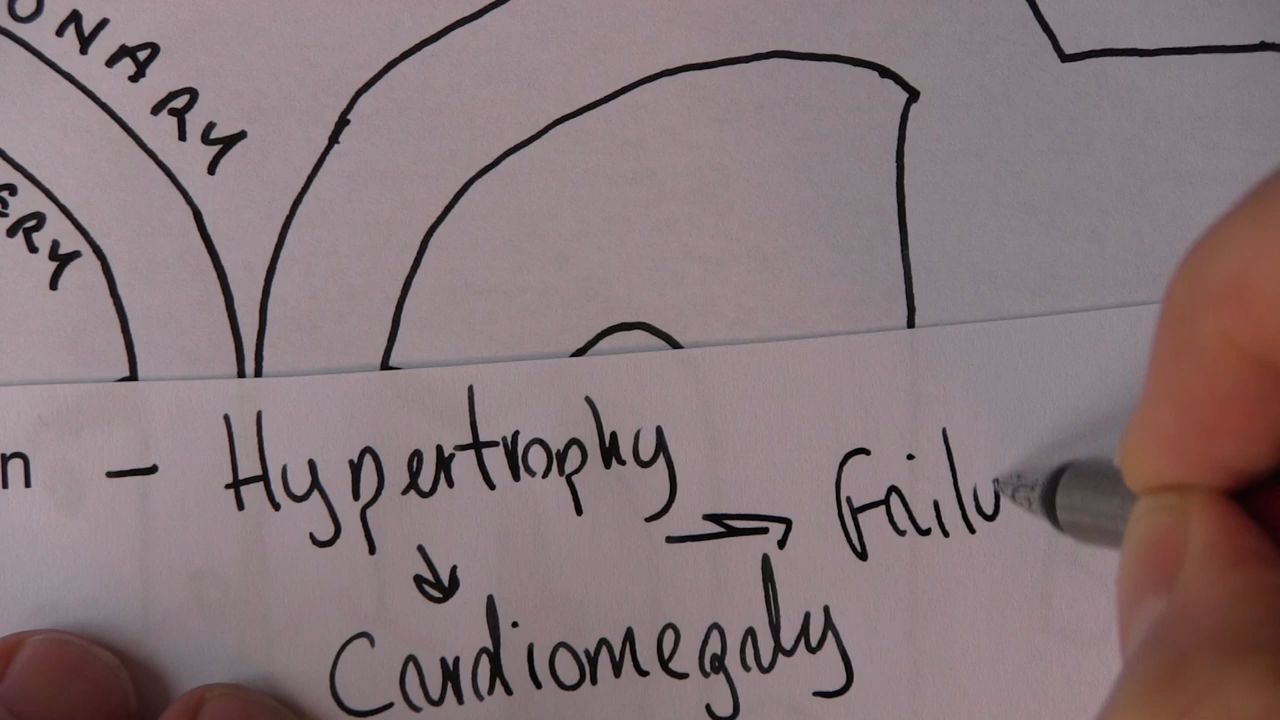 ONARY
ERY
n - Hypertrophy → Failu
↓
Cardiomegaly